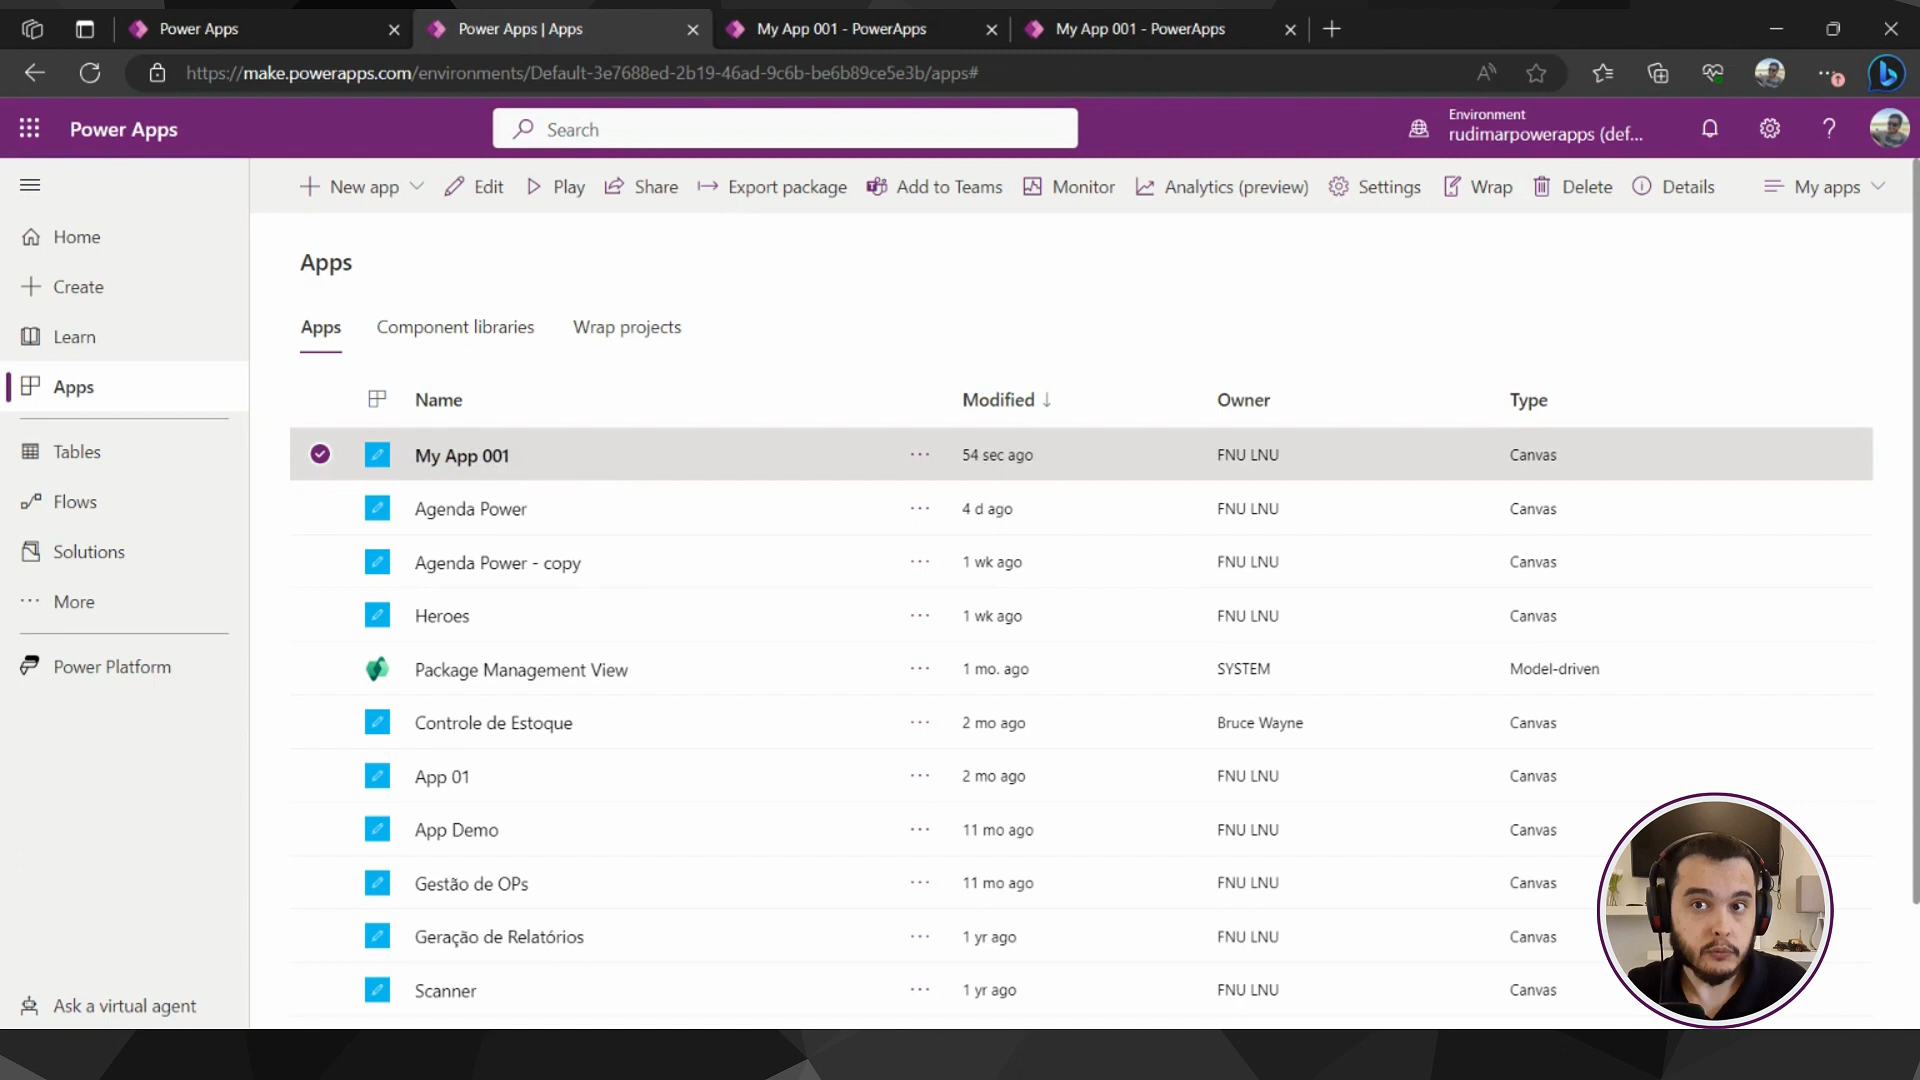 Power Apps
Power Apps | Apps
My App 001 - PowerApps
My App 001 - PowerApps
https://make.powerapps.com/environments/Default-3e7688ed-2b19-46ad-9c6b-be6b89ce5e3b/apps#
Power Apps
Search
Environment
rudimarpowerapps (def...
New app
Edit
Play
Share
Export package
Add to Teams
Monitor
Analytics (preview)
Settings
Wrap
Delete
Details
My apps
Home
Create
Learn
Apps
Tables
Flows
Solutions
More
Power Platform
Ask a virtual agent
Apps
Apps Component libraries Wrap projects
Name Modified ↓ Owner Type
My App 001 ... 54 sec ago FNU LNU Canvas
Agenda Power ... 4 d ago FNU LNU Canvas
Agenda Power - copy ... 1 wk ago FNU LNU Canvas
Heroes ... 1 wk ago FNU LNU Canvas
Package Management View ... 1 mo. ago SYSTEM Model-driven
Controle de Estoque ... 2 mo ago Bruce Wayne Canvas
App 01 ... 2 mo ago FNU LNU Canvas
App Demo ... 11 mo ago FNU LNU Canvas
Gestão de OPs ... 11 mo ago FNU LNU Canvas
Geração de Relatórios ... 1 yr ago FNU LNU Canvas
Scanner ... 1 yr ago FNU LNU Canvas